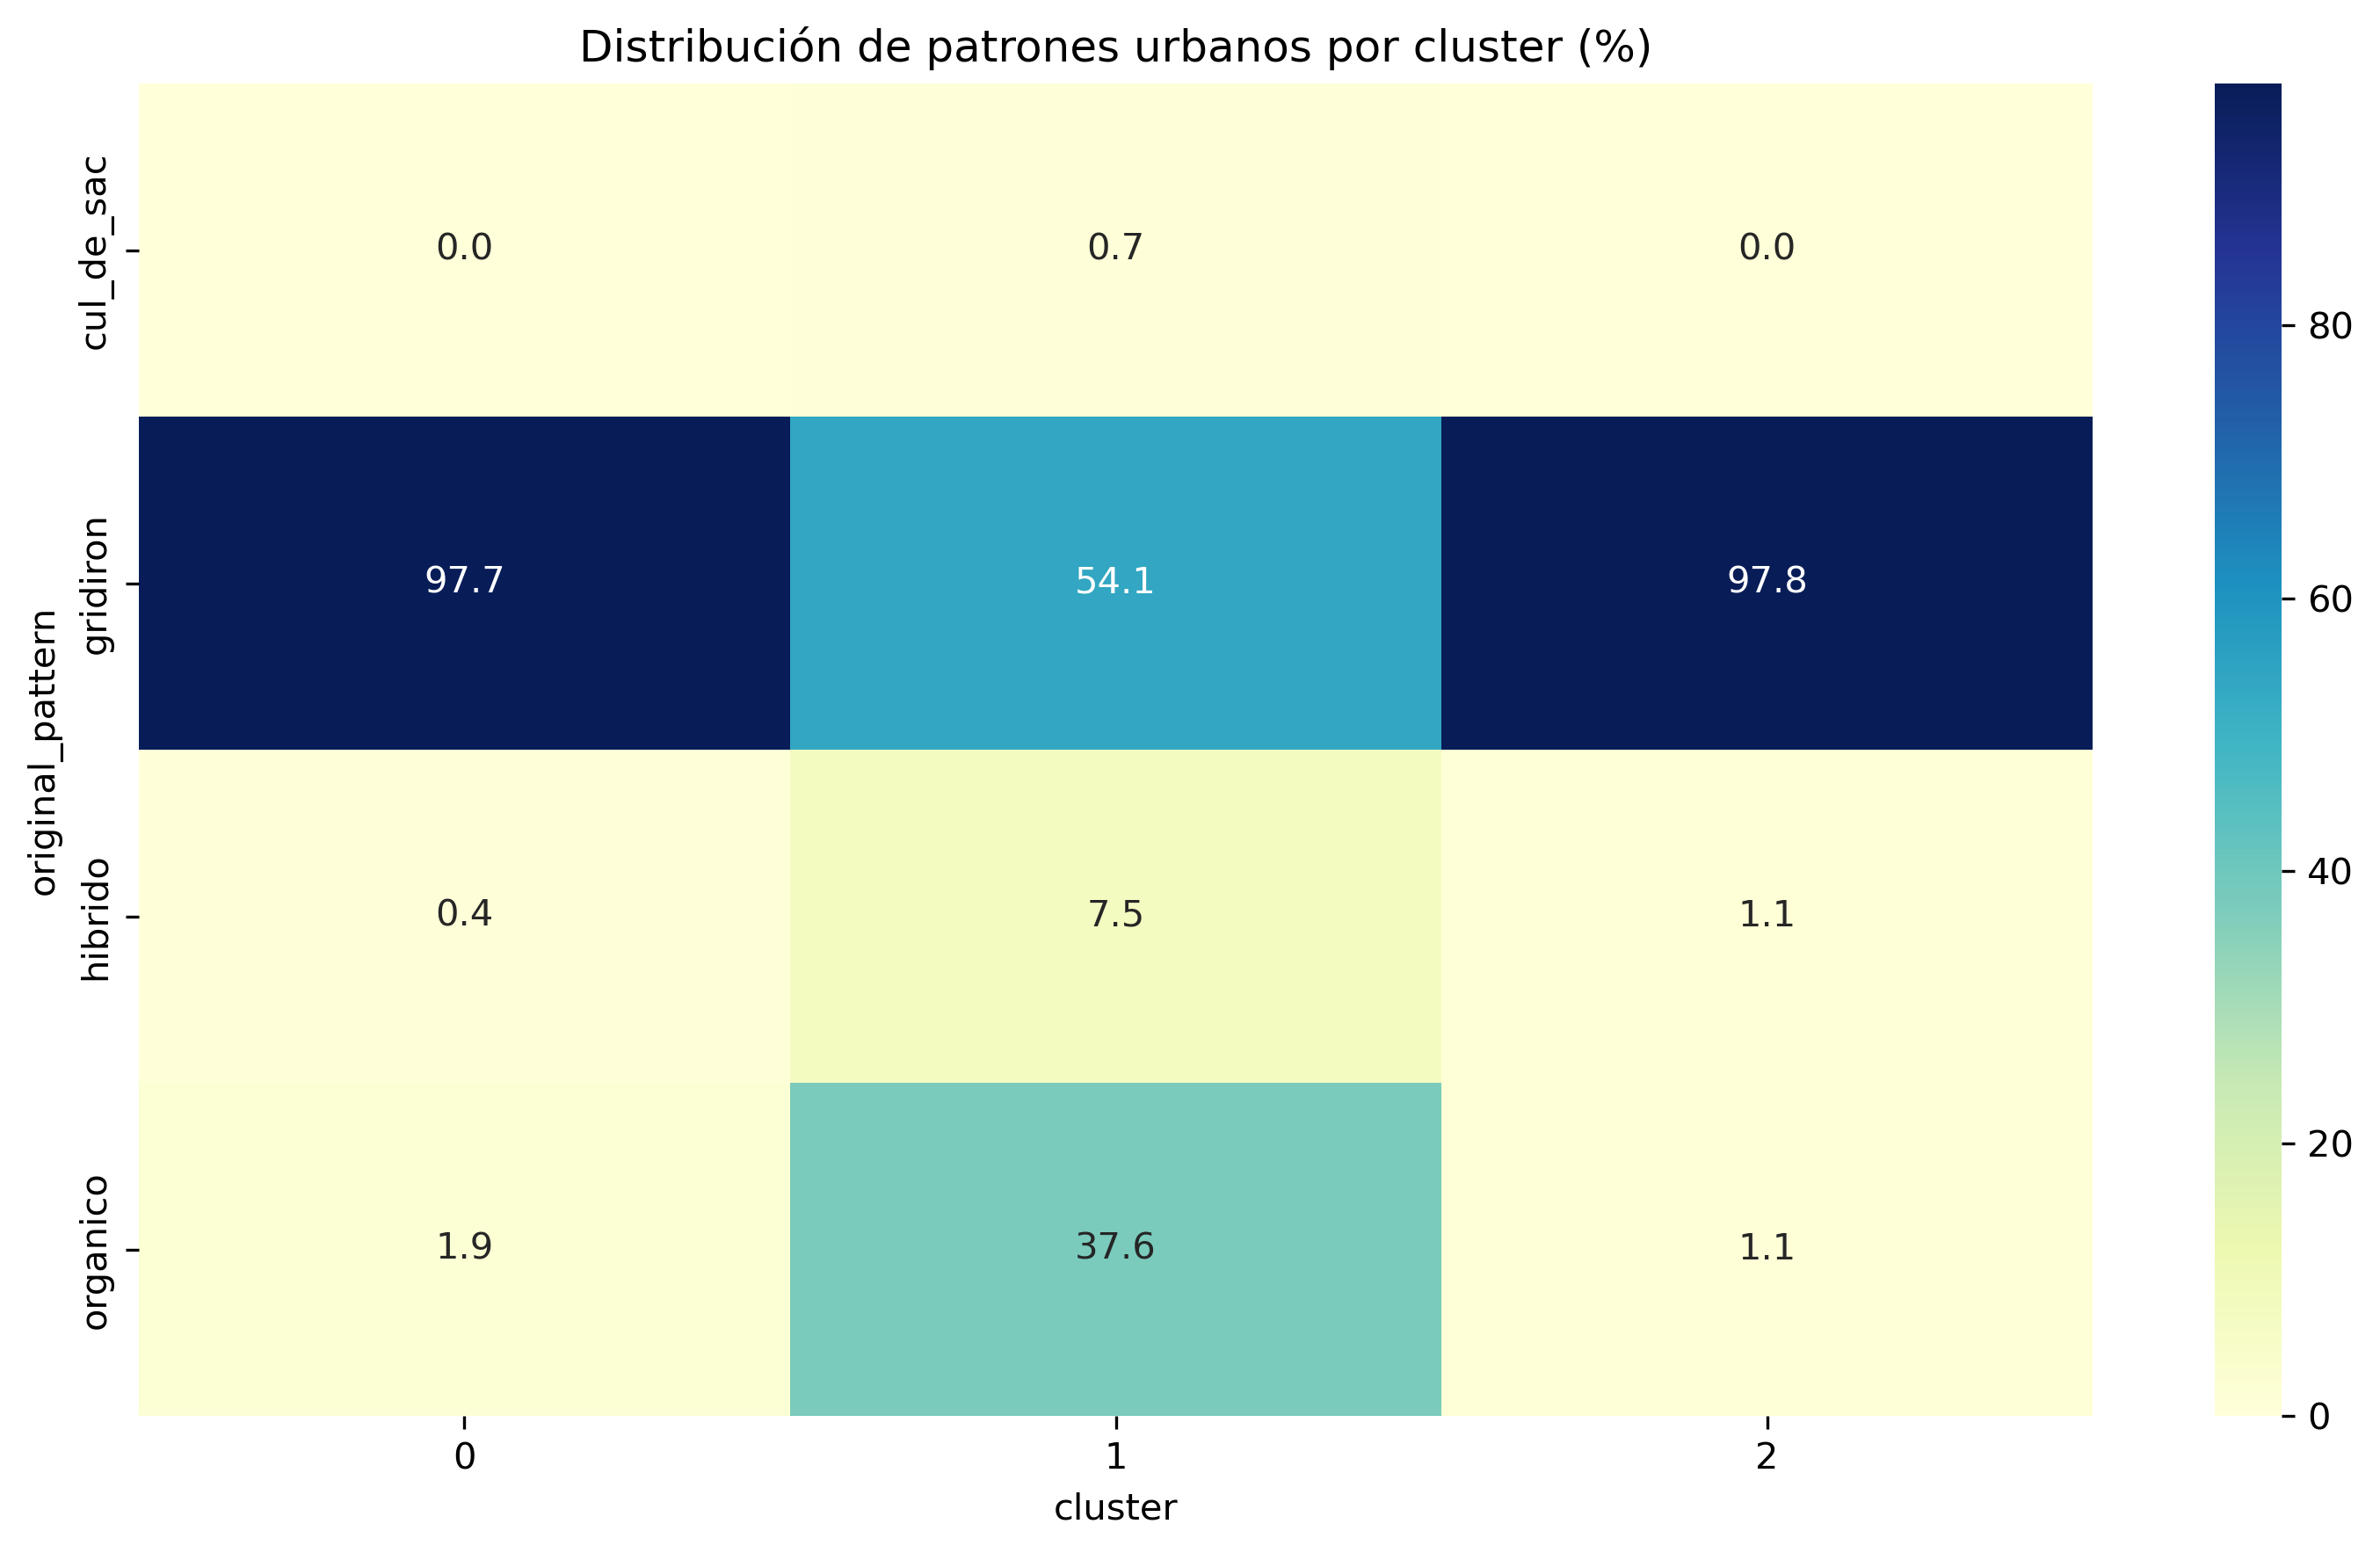 Distribución de patrones urbanos por cluster (%)
original_pattern
cul_de_sac
0.0 0.7 0.0
gridiron
97.7 54.1 97.8
hibrido
0.4 7.5 1.1
organico
1.9 37.6 1.1
0 1 2
cluster
80
60
40
20
0